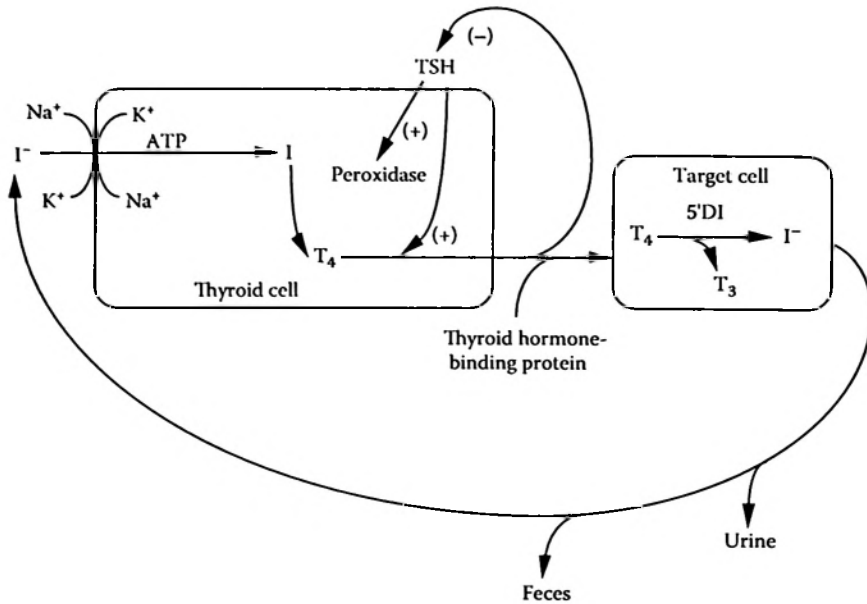 (–)
TSH
Na⁺
K⁺
(+)
I⁻
ATP
I
Peroxidase
K⁺
Na⁺
(+)
T₄
Thyroid cell
Target cell
5'DI
T₄
I⁻
T₃
Thyroid hormone-
binding protein
Urine
Feces